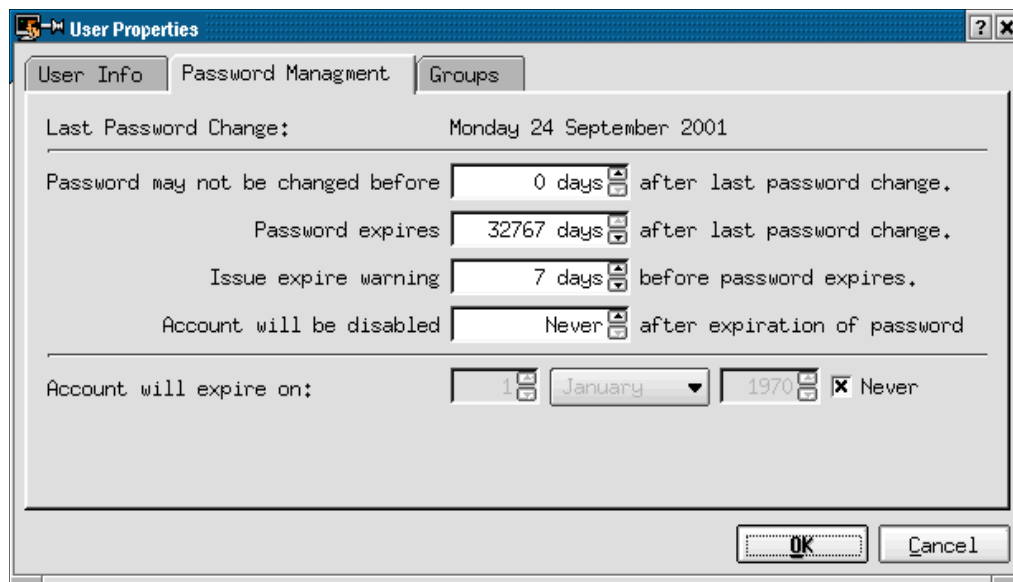 User Properties
User Info Password Managment Groups
Last Password Change: Monday 24 September 2001
Password may not be changed before 0 days after last password change.
Password expires 32767 days after last password change.
Issue expire warning 7 days before password expires.
Account will be disabled Never after expiration of password
Account will expire on: 1 January 1970 Never
OK Cancel